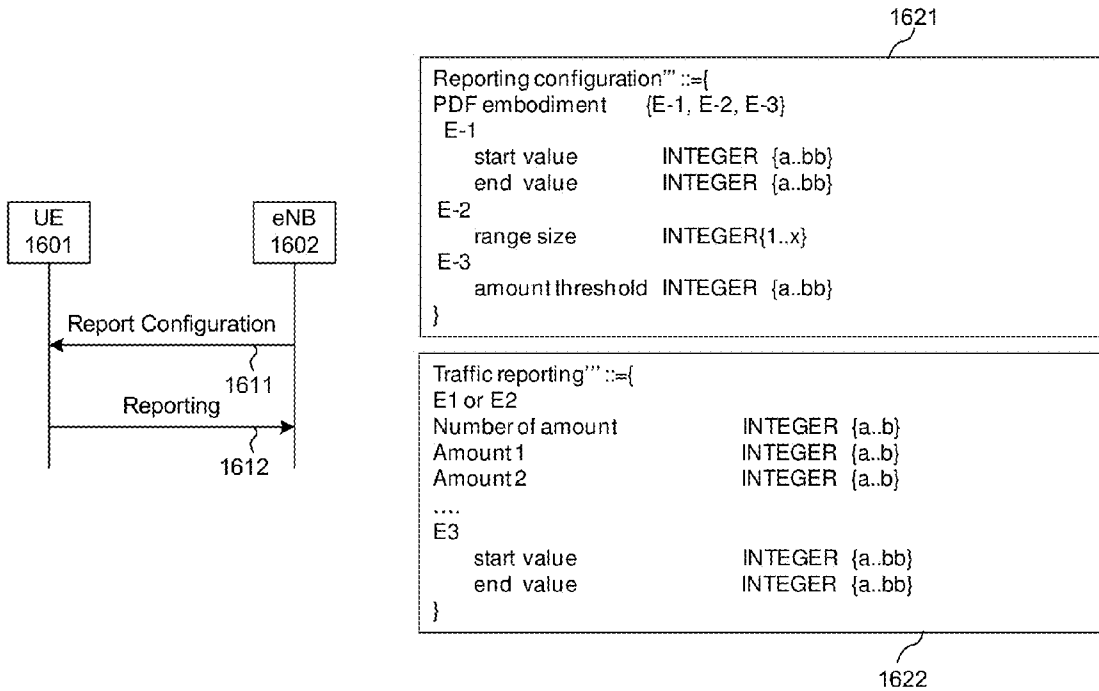 1621
Reporting configuration''' ::={
PDF embodiment {E-1, E-2, E-3}
E-1
start value INTEGER {a..bb}
end value INTEGER {a..bb}
E-2
range size INTEGER{1..x}
E-3
amount threshold INTEGER {a..bb}
}
UE
1601
eNB
1602
Report Configuration
1611
Reporting
1612
Traffic reporting''' ::={
E1 or E2
Number of amount INTEGER {a..b}
Amount 1 INTEGER {a..b}
Amount 2 INTEGER {a..b}
....
E3
start value INTEGER {a..bb}
end value INTEGER {a..bb}
}
1622